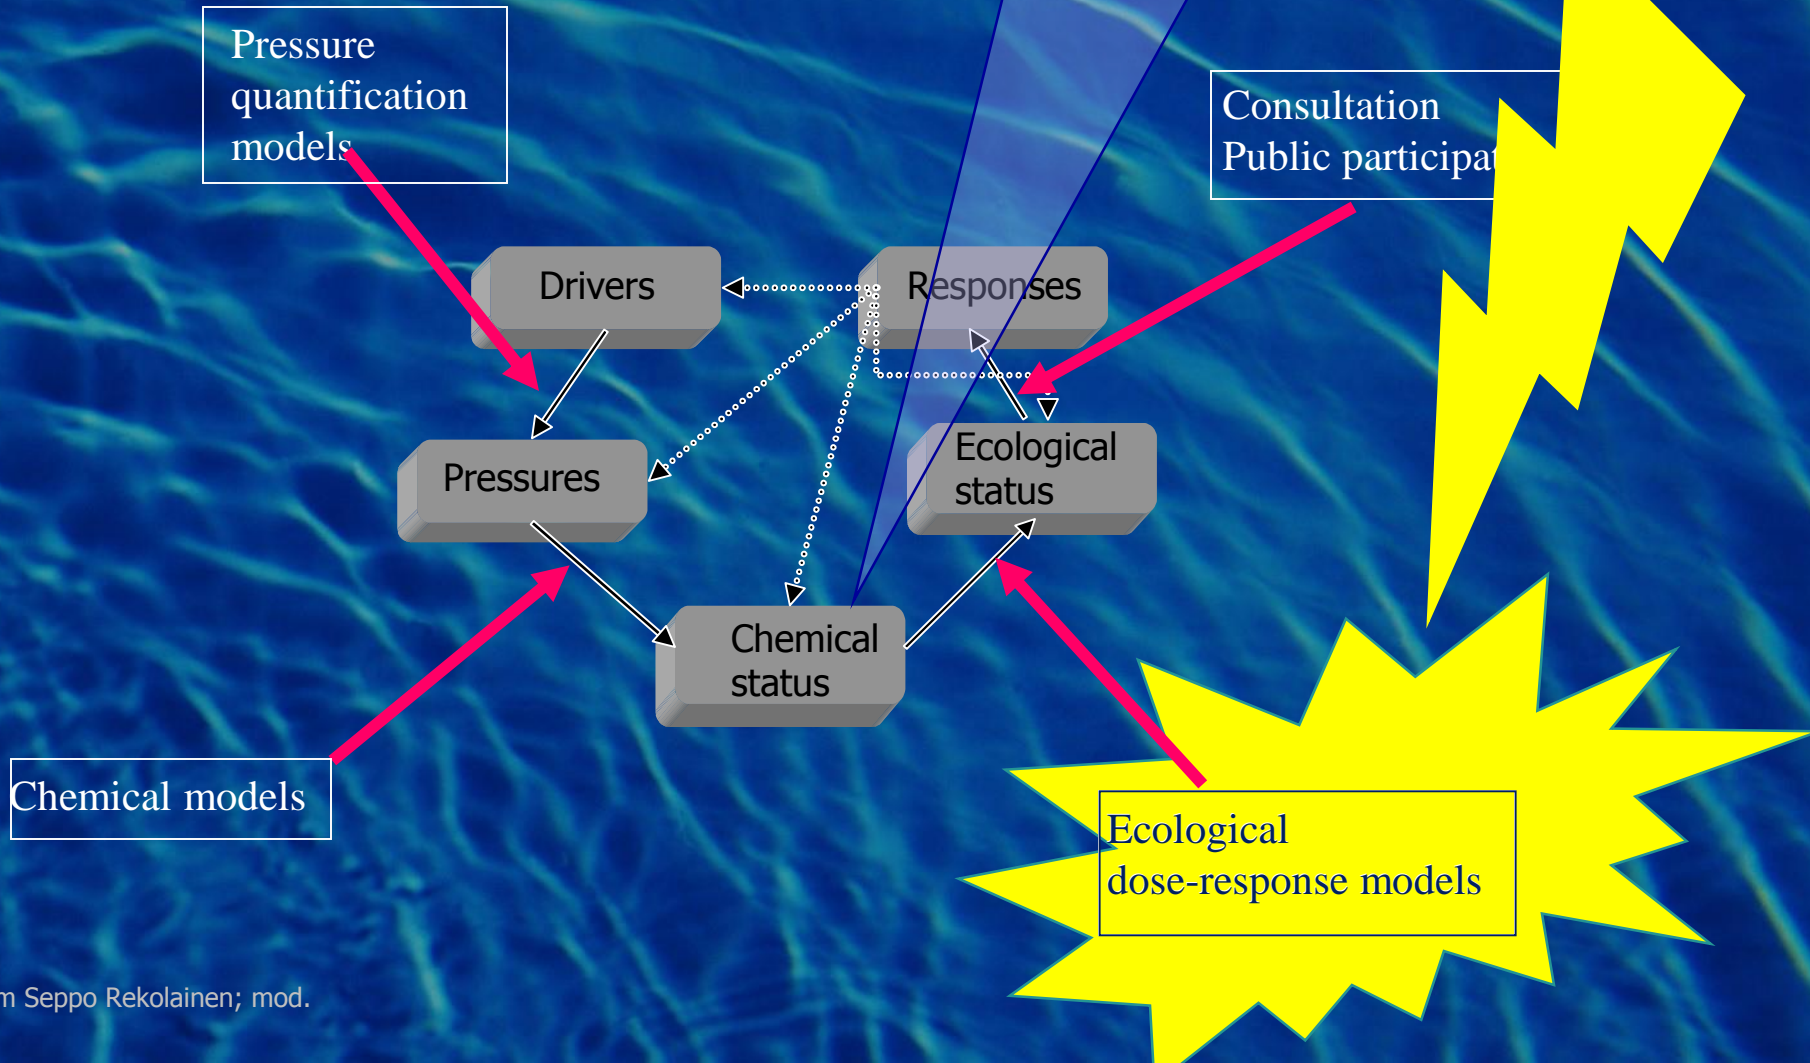 Pressure
quantification
models
Consultation
Public participat
Drivers
Responses
Pressures
Ecological
status
Chemical
status
Chemical models
Ecological
dose-response models
m Seppo Rekolainen; mod.